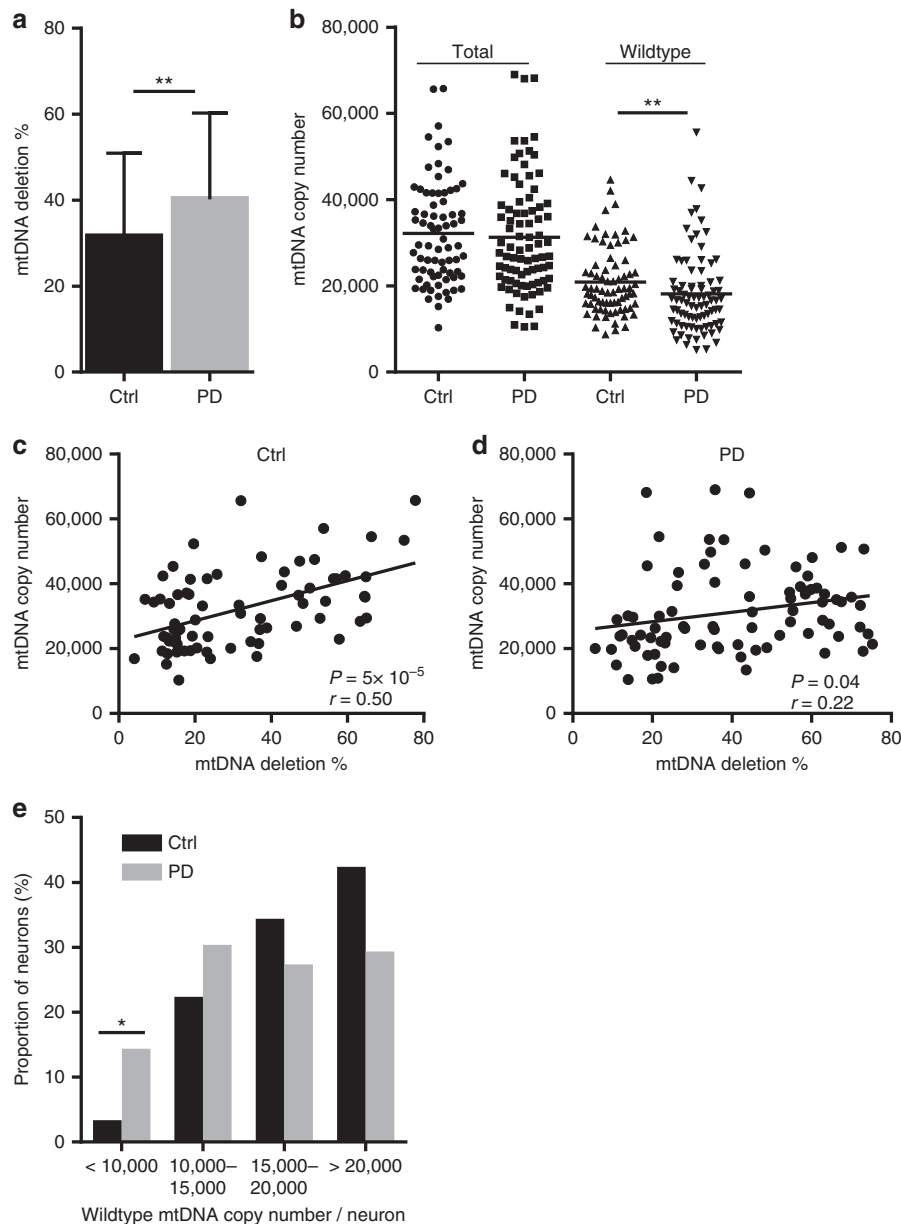 a
80
60
40
20
0
mtDNA deletion %
**
Ctrl
PD
b
80,000
60,000
40,000
20,000
0
mtDNA copy number
Total
Wildtype
**
Ctrl
PD
Ctrl
PD
c
Ctrl
80,000
60,000
40,000
20,000
0
mtDNA copy number
P = 5× 10⁻⁵
r = 0.50
0 20 40 60 80
mtDNA deletion %
d
PD
80,000
60,000
40,000
20,000
0
mtDNA copy number
P = 0.04
r = 0.22
0 20 40 60 80
mtDNA deletion %
e
50
40
30
20
10
0
Proportion of neurons (%)
Ctrl
PD
*
< 10,000
10,000–
15,000
15,000–
20,000
> 20,000
Wildtype mtDNA copy number / neuron